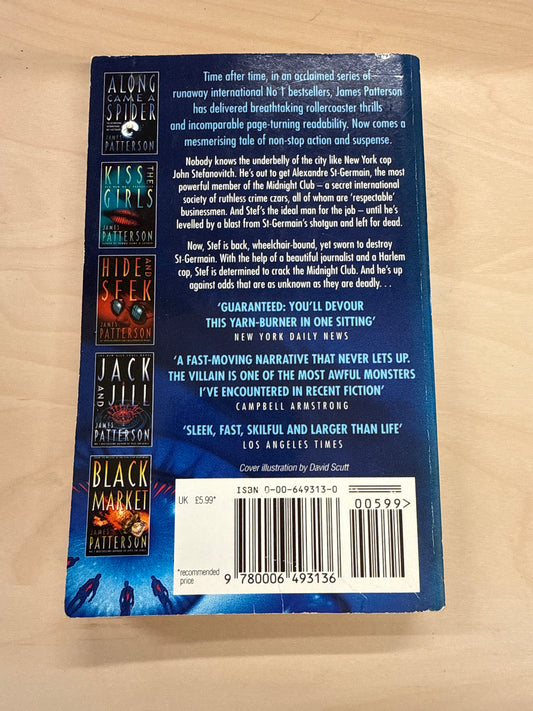 ALONG
CAME A
SPIDER
JAMES
PATTERSON
KISS THE
GIRLS
JAMES
PATTERSON
HIDE AND
SEEK
JAMES
PATTERSON
JACK
AND JILL
JAMES
PATTERSON
BLACK
MARKET
JAMES
PATTERSON
Time after time, in an acclaimed series of
runaway international No 1 bestsellers, James Patterson
has delivered breathtaking rollercoaster thrills
and incomparable page-turning readability. Now comes a
mesmerising tale of non-stop action and suspense.
Nobody knows the underbelly of the city like New York cop
John Stefanovitch. He's out to get Alexandre St-Germain, the most
powerful member of the Midnight Club – a secret international
society of ruthless crime czars, all of whom are 'respectable'
businessmen. And Stef's the ideal man for the job – until he's
levelled by a blast from St-Germain's shotgun and left for dead.
Now, Stef is back, wheelchair-bound, yet sworn to destroy
St-Germain. With the help of a beautiful journalist and a Harlem
cop, Stef is determined to crack the Midnight Club. And he's up
against odds that are as unknown as they are deadly. . .
'GUARANTEED: YOU'LL DEVOUR
THIS YARN-BURNER IN ONE SITTING'
NEW YORK DAILY NEWS
'A FAST-MOVING NARRATIVE THAT NEVER LETS UP.
THE VILLAIN IS ONE OF THE MOST AWFUL MONSTERS
I'VE ENCOUNTERED IN RECENT FICTION'
CAMPBELL ARMSTRONG
'SLEEK, FAST, SKILFUL AND LARGER THAN LIFE'
LOS ANGELES TIMES
Cover illustration by David Scutt
UK £5.99*
*recommended
price
ISBN 0-00-649313-0
00599>
9 780006 493136